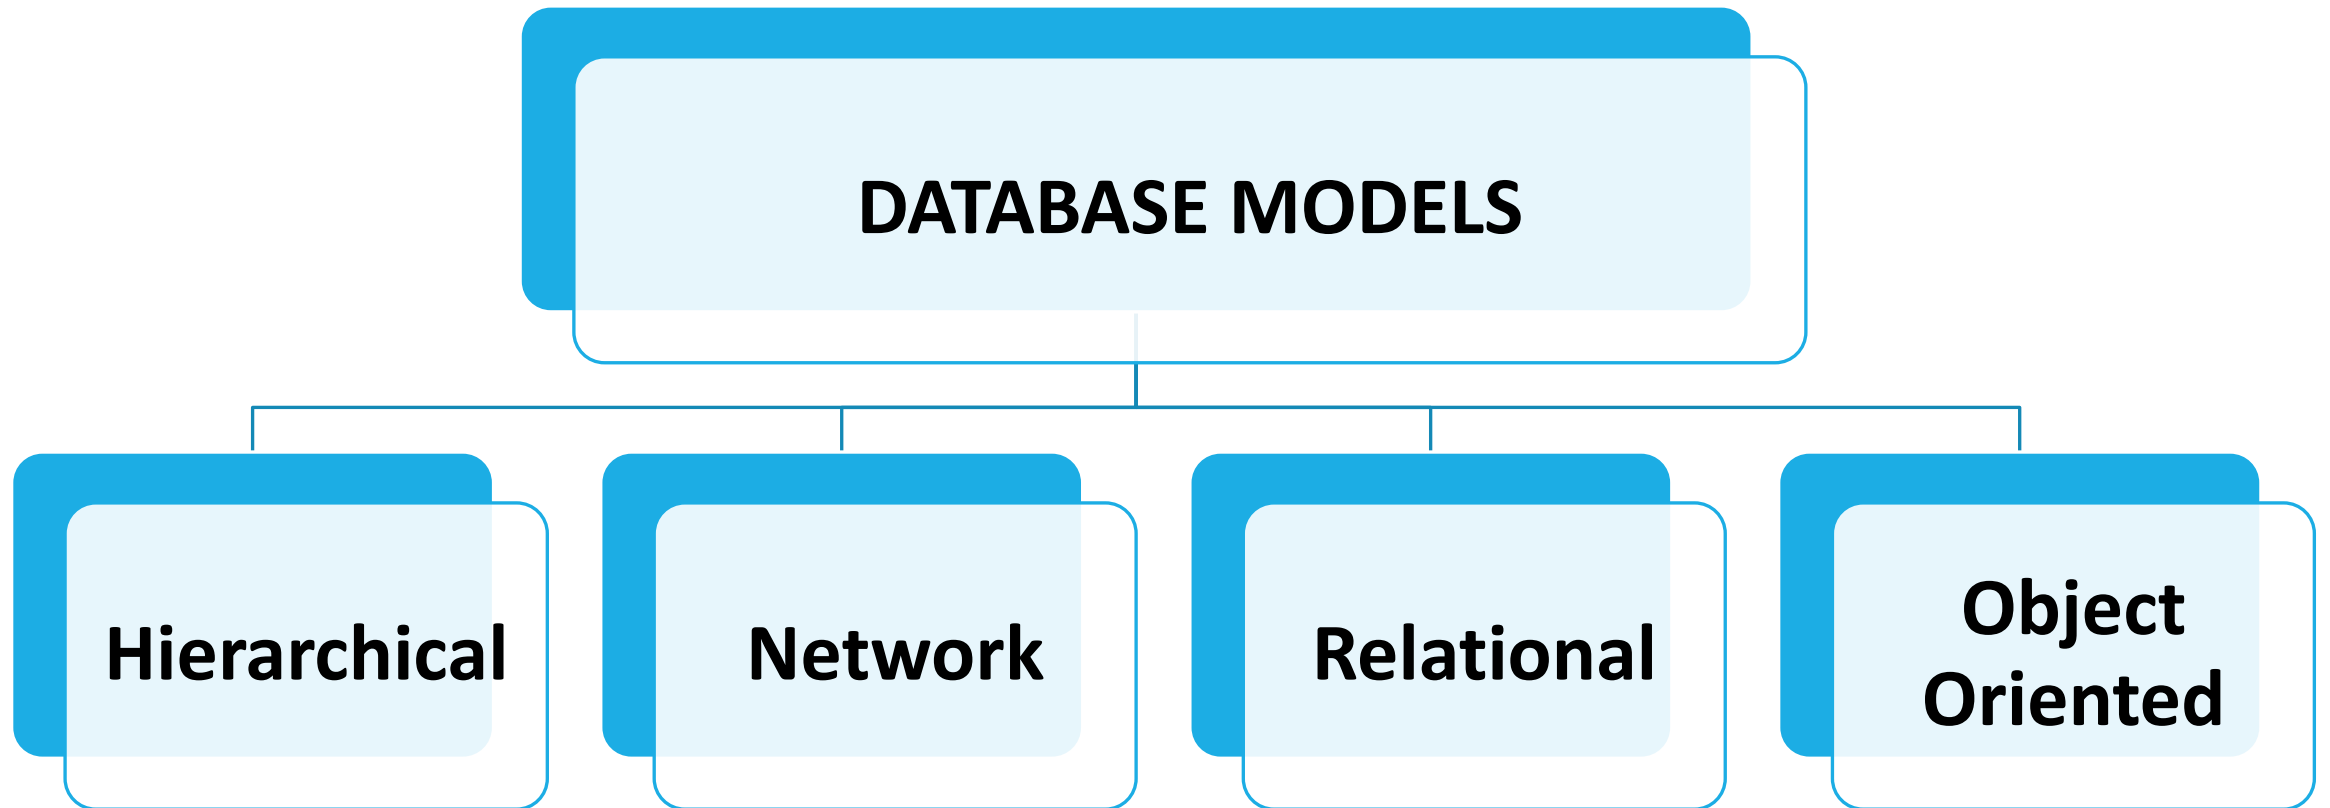 DATABASE MODELS
Hierarchical
Network
Relational
Object
Oriented